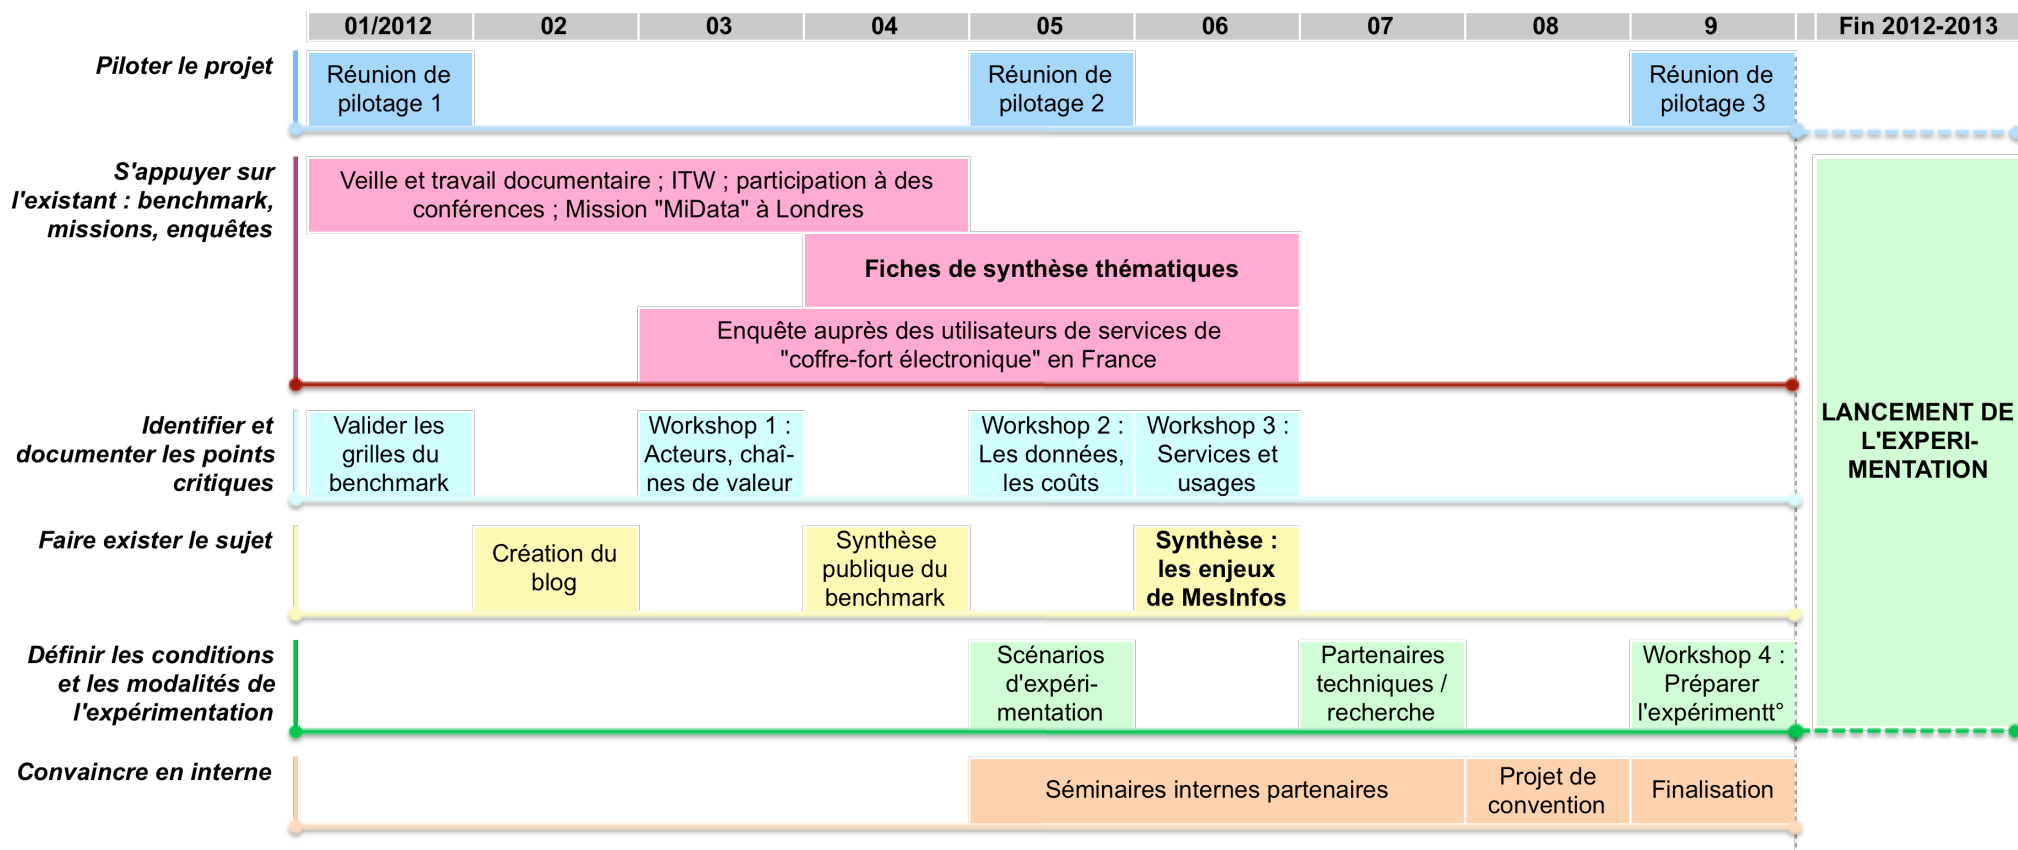 01/2012 02 03 04 05 06 07 08 9 Fin 2012-2013
Piloter le projet
Réunion de
pilotage 1
Réunion de
pilotage 2
Réunion de
pilotage 3
S'appuyer sur
l'existant : benchmark,
missions, enquêtes
Veille et travail documentaire ; ITW ; participation à des
conférences ; Mission "MiData" à Londres
Fiches de synthèse thématiques
Enquête auprès des utilisateurs de services de
"coffre-fort électronique" en France
LANCEMENT DE
L'EXPERI-
MENTATION
Identifier et
documenter les points
critiques
Valider les
grilles du
benchmark
Workshop 1 :
Acteurs, chaî-
nes de valeur
Workshop 2 :
Les données,
les coûts
Workshop 3 :
Services et
usages
Faire exister le sujet
Création du
blog
Synthèse
publique du
benchmark
Synthèse :
les enjeux
de MesInfos
Définir les conditions
et les modalités de
l'expérimentation
Scénarios
d'expéri-
mentation
Partenaires
techniques /
recherche
Workshop 4 :
Préparer
l'expérimentt°
Convaincre en interne
Séminaires internes partenaires
Projet de
convention
Finalisation